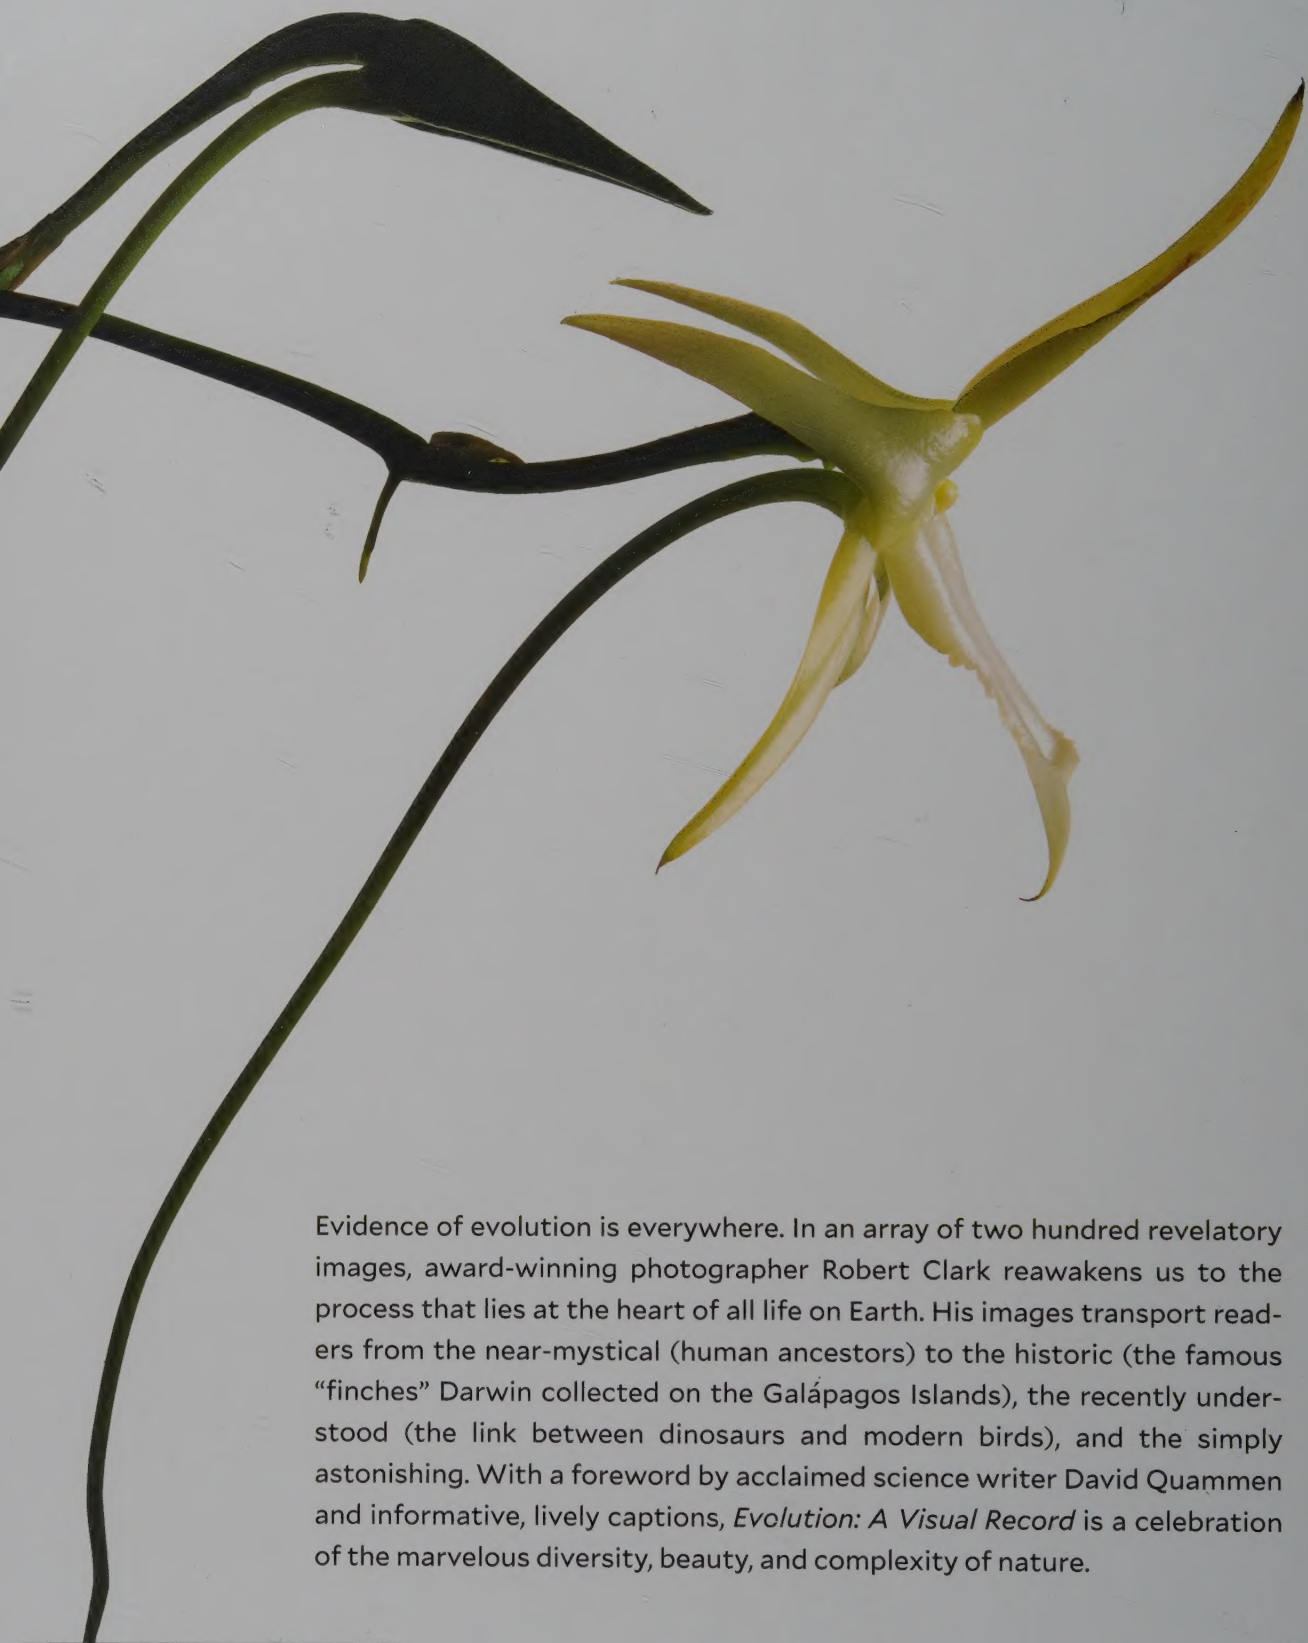 Evidence of evolution is everywhere. In an array of two hundred revelatory
images, award-winning photographer Robert Clark reawakens us to the
process that lies at the heart of all life on Earth. His images transport read-
ers from the near-mystical (human ancestors) to the historic (the famous
“finches” Darwin collected on the Galápagos Islands), the recently under-
stood (the link between dinosaurs and modern birds), and the simply
astonishing. With a foreword by acclaimed science writer David Quammen
and informative, lively captions, Evolution: A Visual Record is a celebration
of the marvelous diversity, beauty, and complexity of nature.